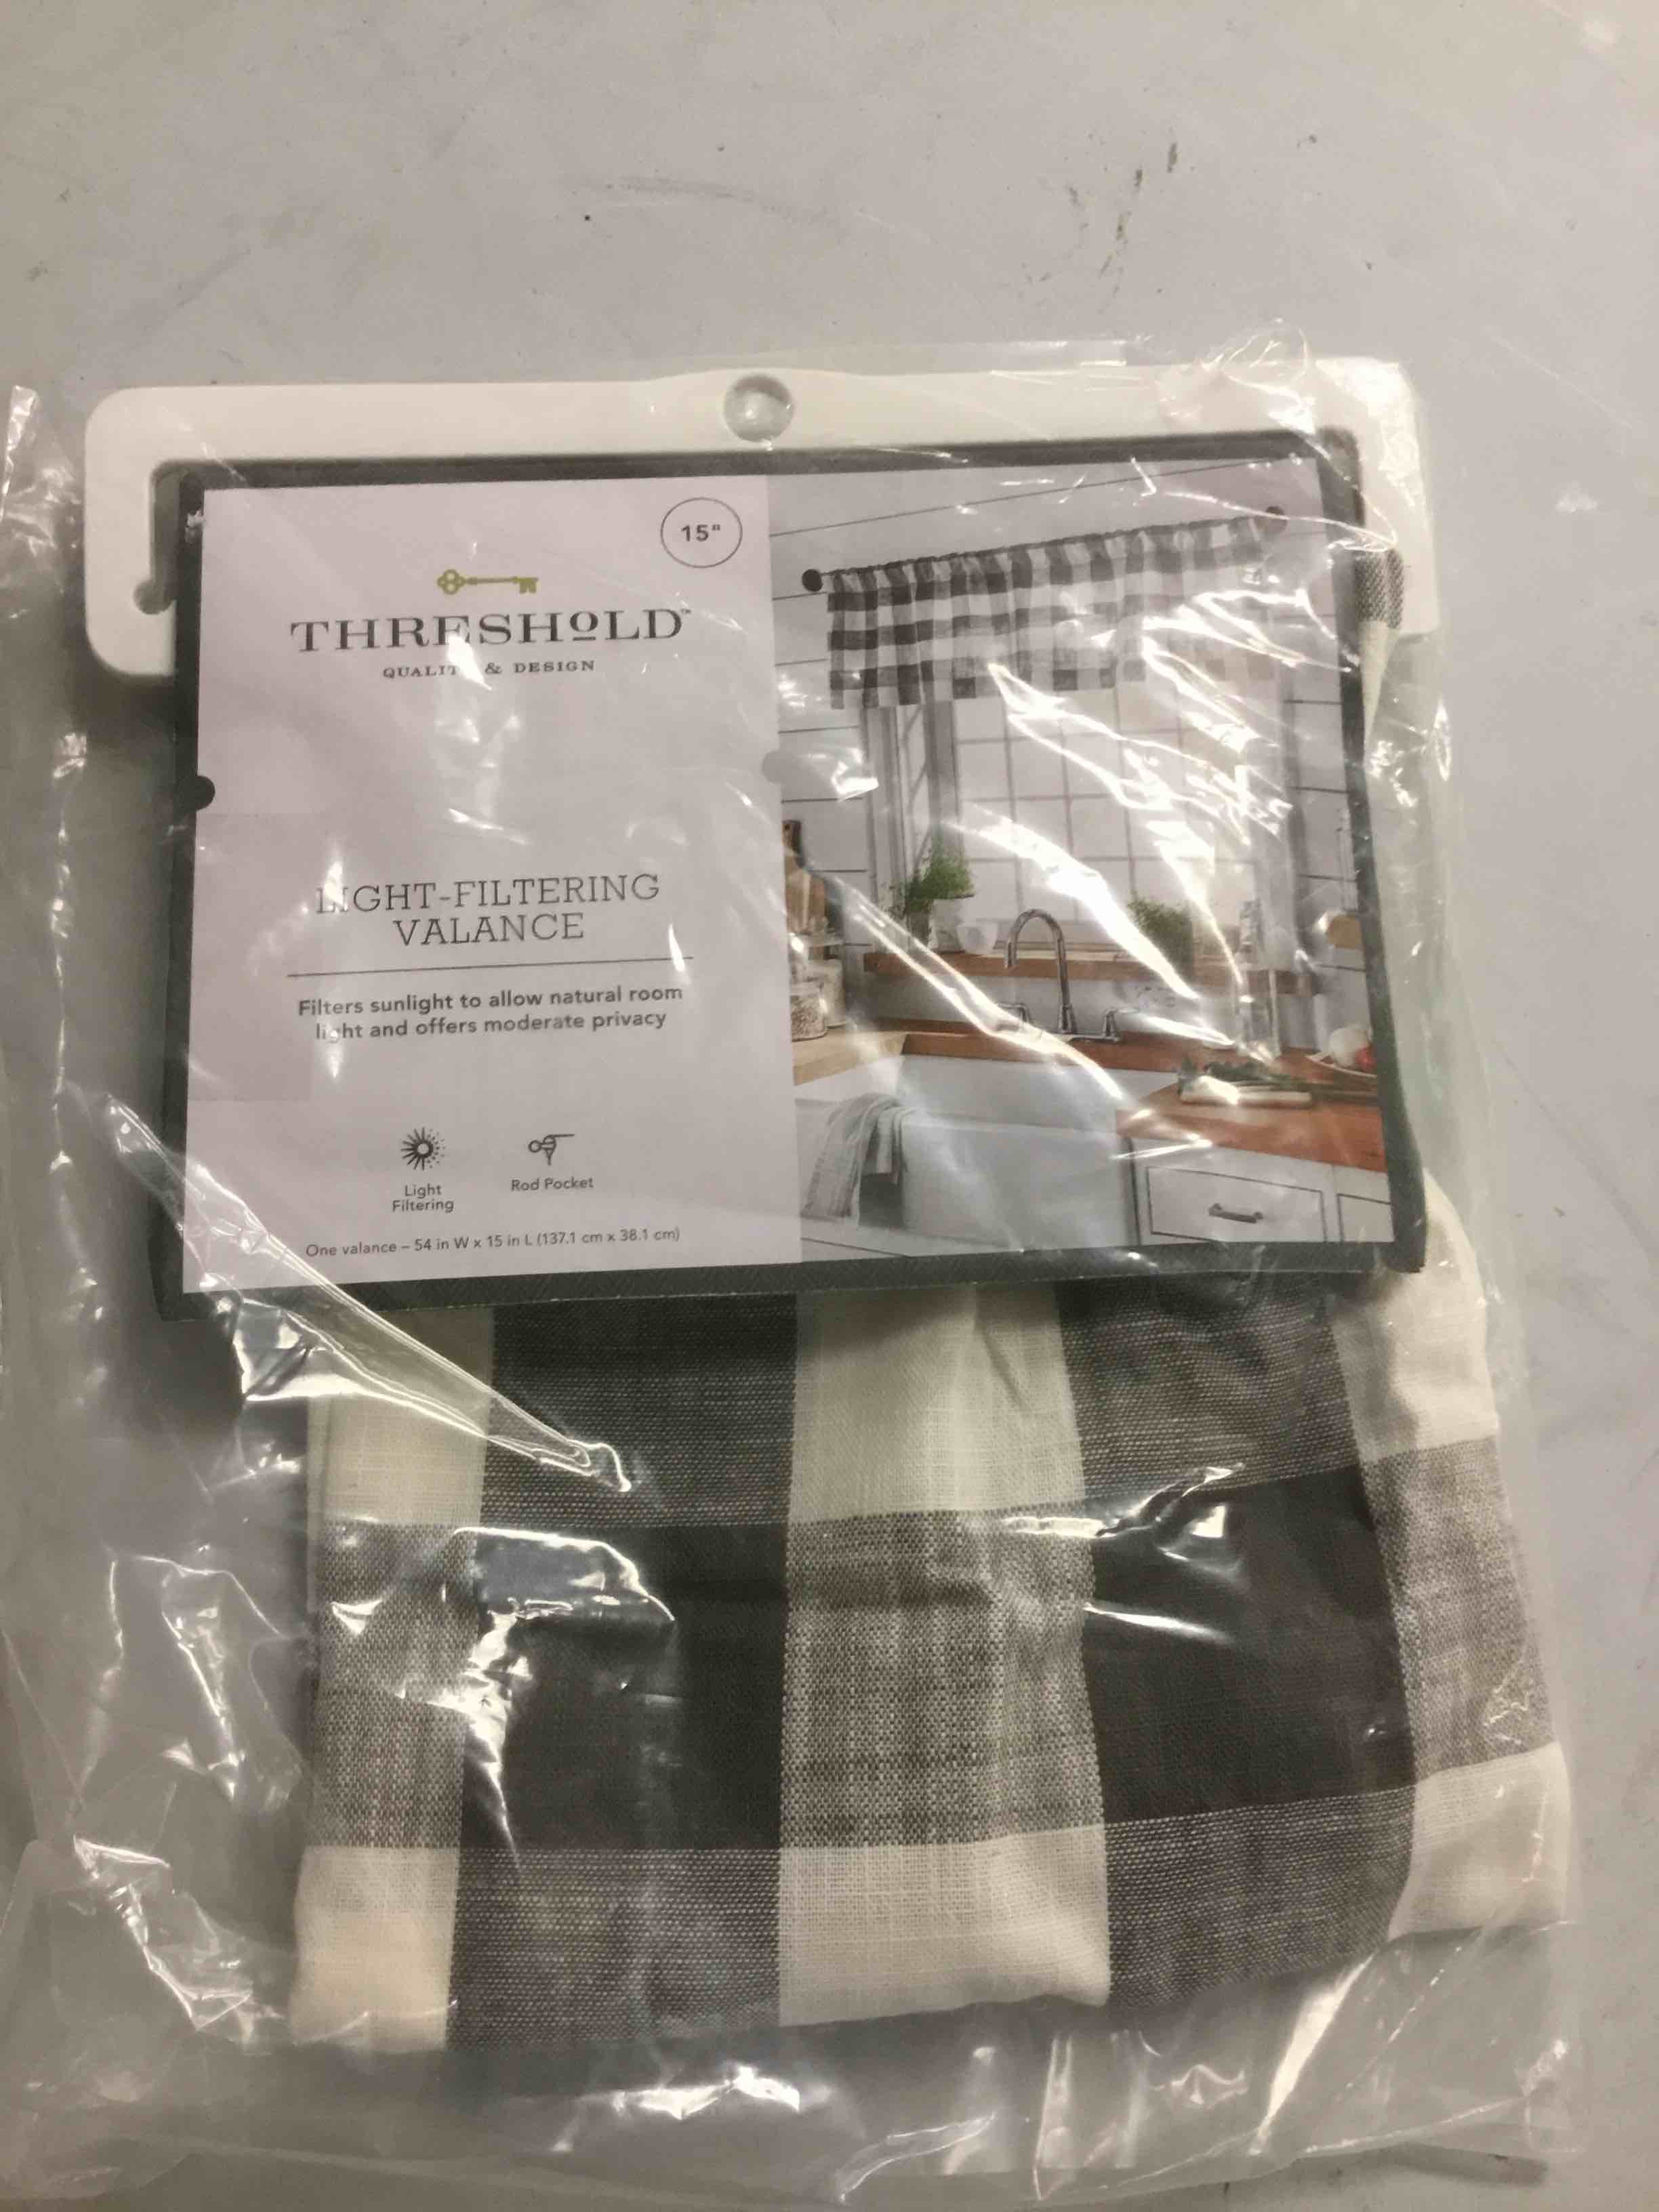 15"
THRESHOLD™
QUALITY & DESIGN
LIGHT-FILTERING
VALANCE
Filters sunlight to allow natural room
light and offers moderate privacy
Light
Filtering
Rod Pocket
One valance – 54 in W x 15 in L (137.1 cm x 38.1 cm)